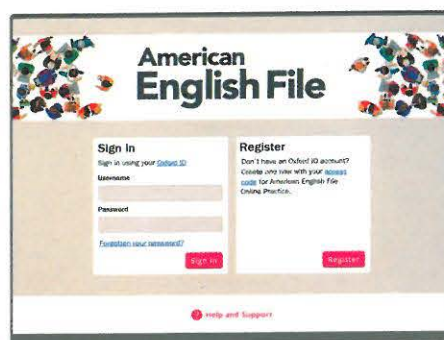 American
English File
Sign In
Sign in using your Oxford ID
Username
Password
Forgotten your password?
Sign in
Register
Don't have an Oxford ID account?
Create one now with your access
code for American English File
Online Practice.
Register
? Help and Support